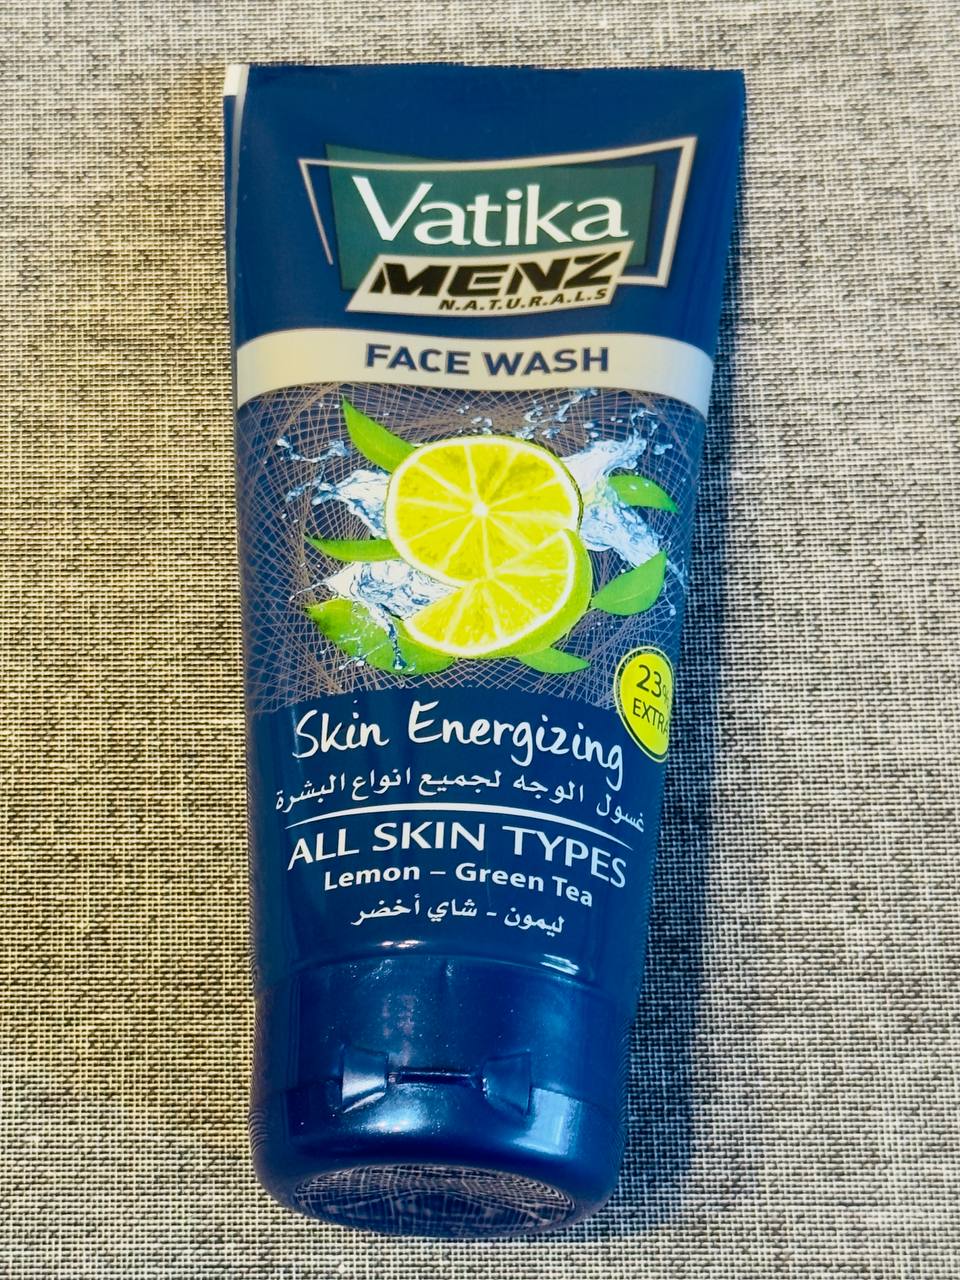 Vatika
MENZ
N.A.T.U.R.A.L.S
FACE WASH
23%
EXTRA
Skin Energizing
غسول الوجه لجميع انواع البشرة
ALL SKIN TYPES
Lemon – Green Tea
ليمون - شاي أخضر